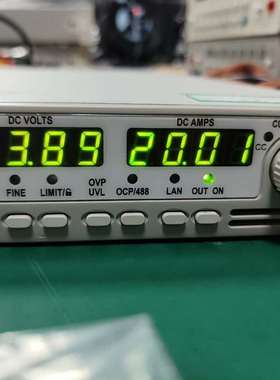 DC VOLTS DC AMPS
3.89 20.01
CC
FINE LIMIT/ OVP UVL OCP/488 LAN OUT ON